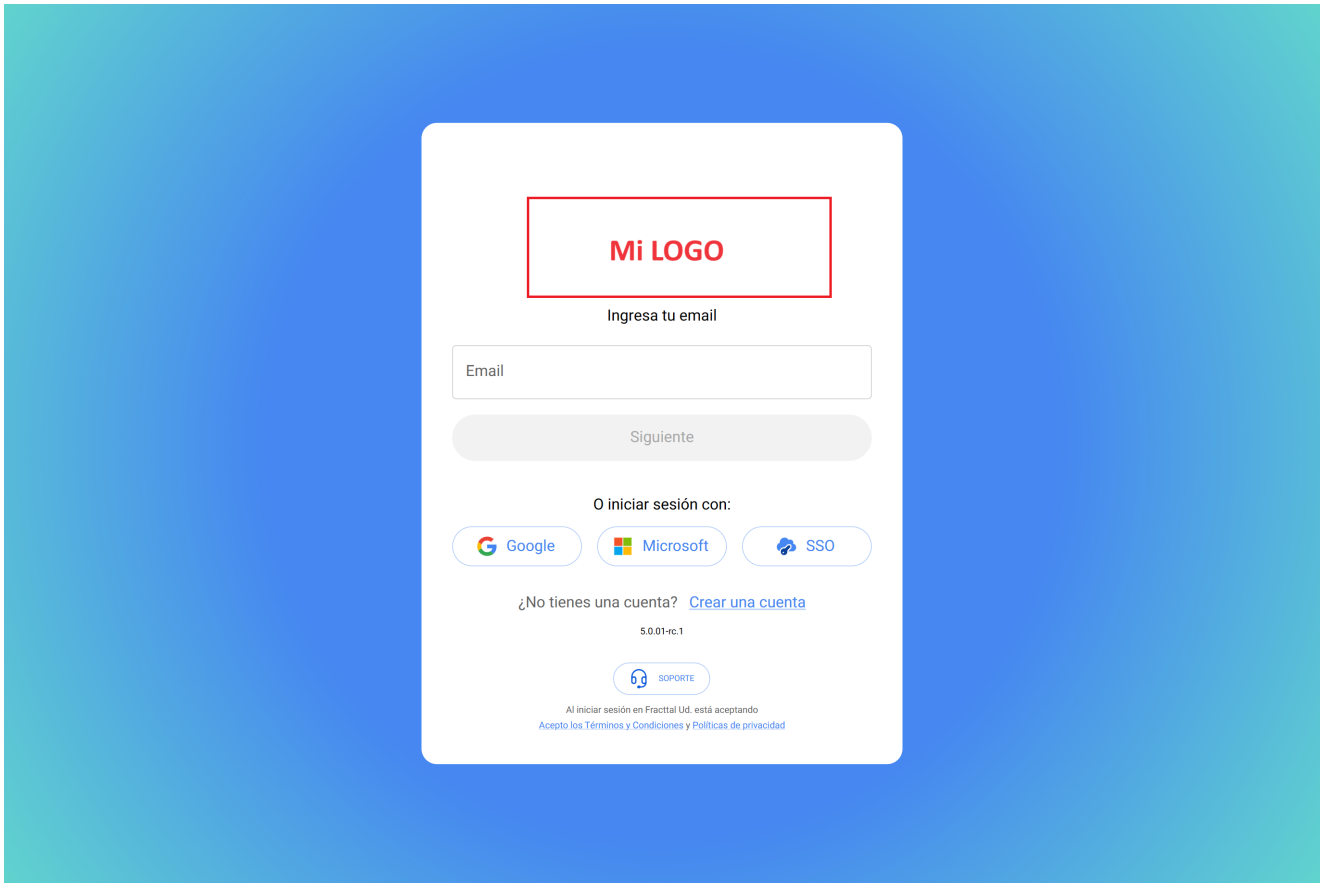 Mi LOGO
Ingresa tu email
Email
Siguiente
O iniciar sesión con:
Google Microsoft SSO
¿No tienes una cuenta? Crear una cuenta
5.0.01-rc.1
SOPORTE
Al iniciar sesión en Fracttal Ud. está aceptando
Acepto los Términos y Condiciones y Políticas de privacidad